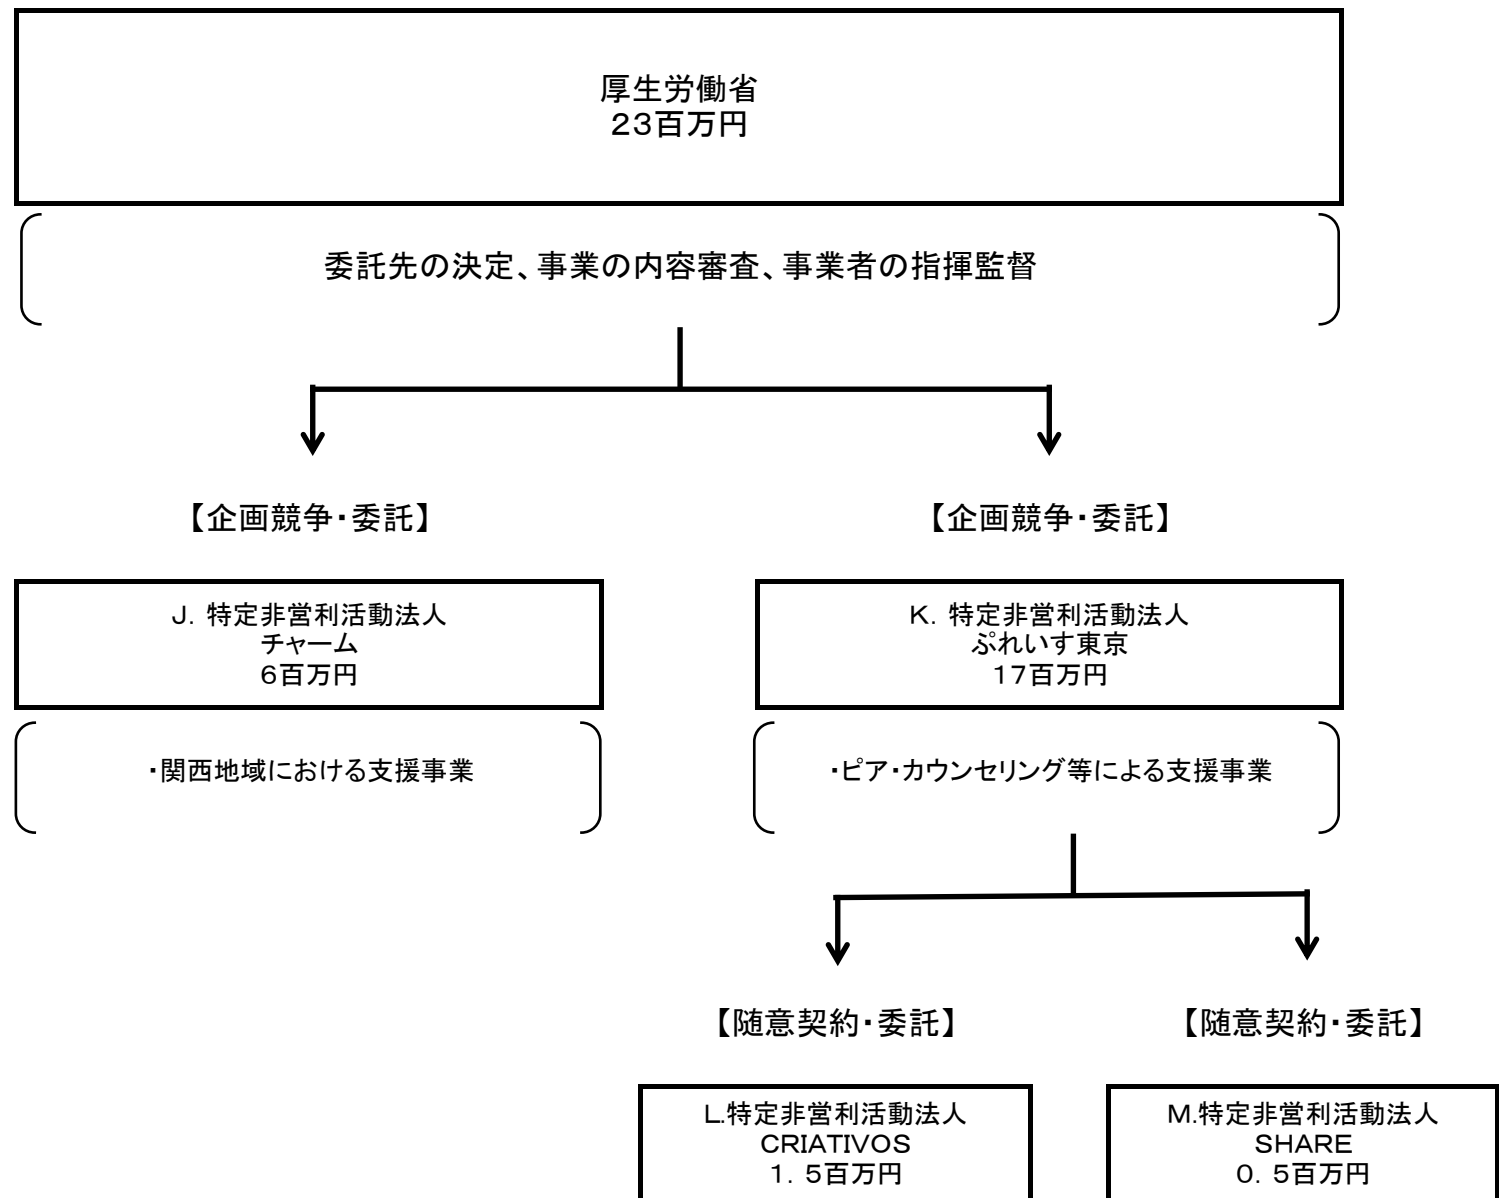 厚生労働省
23百万円
委託先の決定、事業の内容審査、事業者の指揮監督
【企画競争・委託】
【企画競争・委託】
J. 特定非営利活動法人
チャーム
6百万円
K. 特定非営利活動法人
ぷれいす東京
17百万円
・関西地域における支援事業
・ピア・カウンセリング等による支援事業
【随意契約・委託】
【随意契約・委託】
L.特定非営利活動法人
CRIATIVOS
1．5百万円
M.特定非営利活動法人
SHARE
0．5百万円